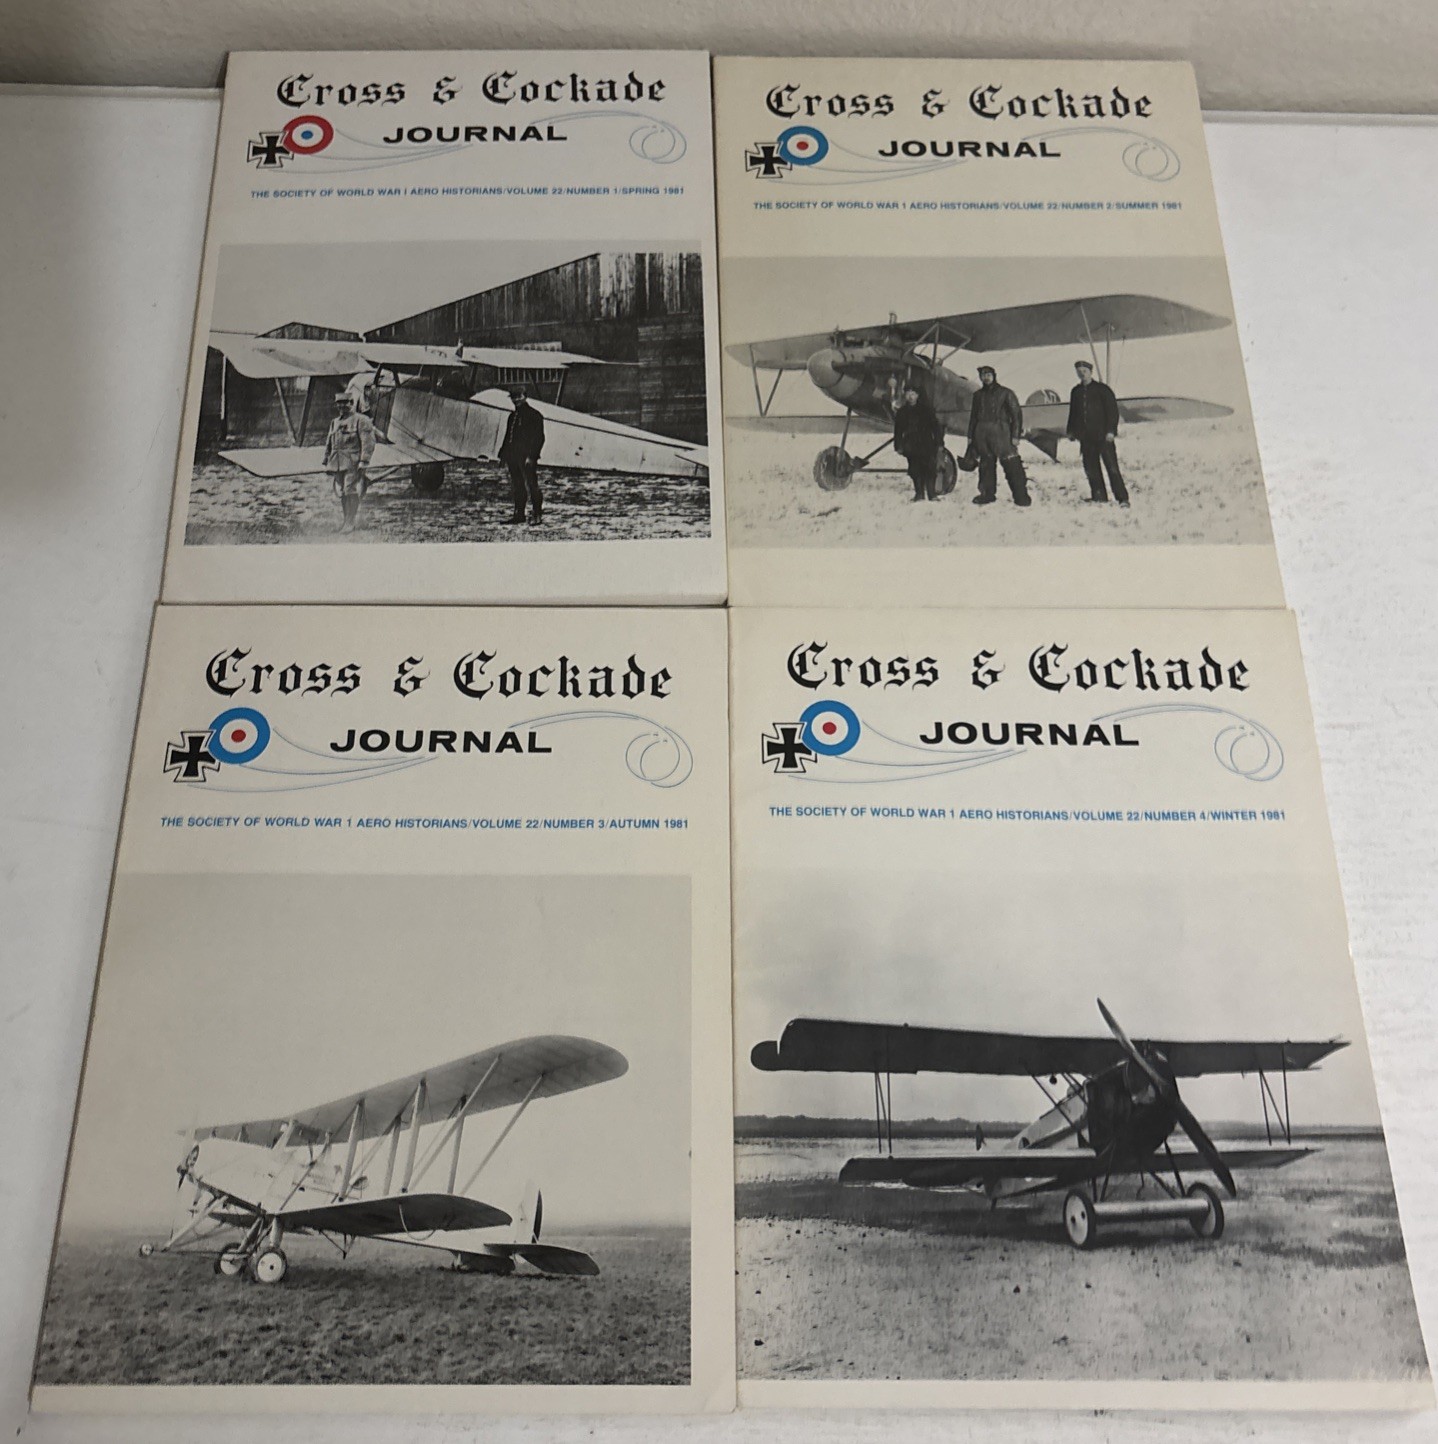 Cross & Cockade
JOURNAL
THE SOCIETY OF WORLD WAR I AERO HISTORIANS/VOLUME 22/NUMBER 1/SPRING 1981
Cross & Cockade
JOURNAL
THE SOCIETY OF WORLD WAR 1 AERO HISTORIANS/VOLUME 22/NUMBER 2/SUMMER 1981
Cross & Cockade
JOURNAL
THE SOCIETY OF WORLD WAR 1 AERO HISTORIANS/VOLUME 22/NUMBER 3/AUTUMN 1981
Cross & Cockade
JOURNAL
THE SOCIETY OF WORLD WAR 1 AERO HISTORIANS/VOLUME 22/NUMBER 4/WINTER 1981